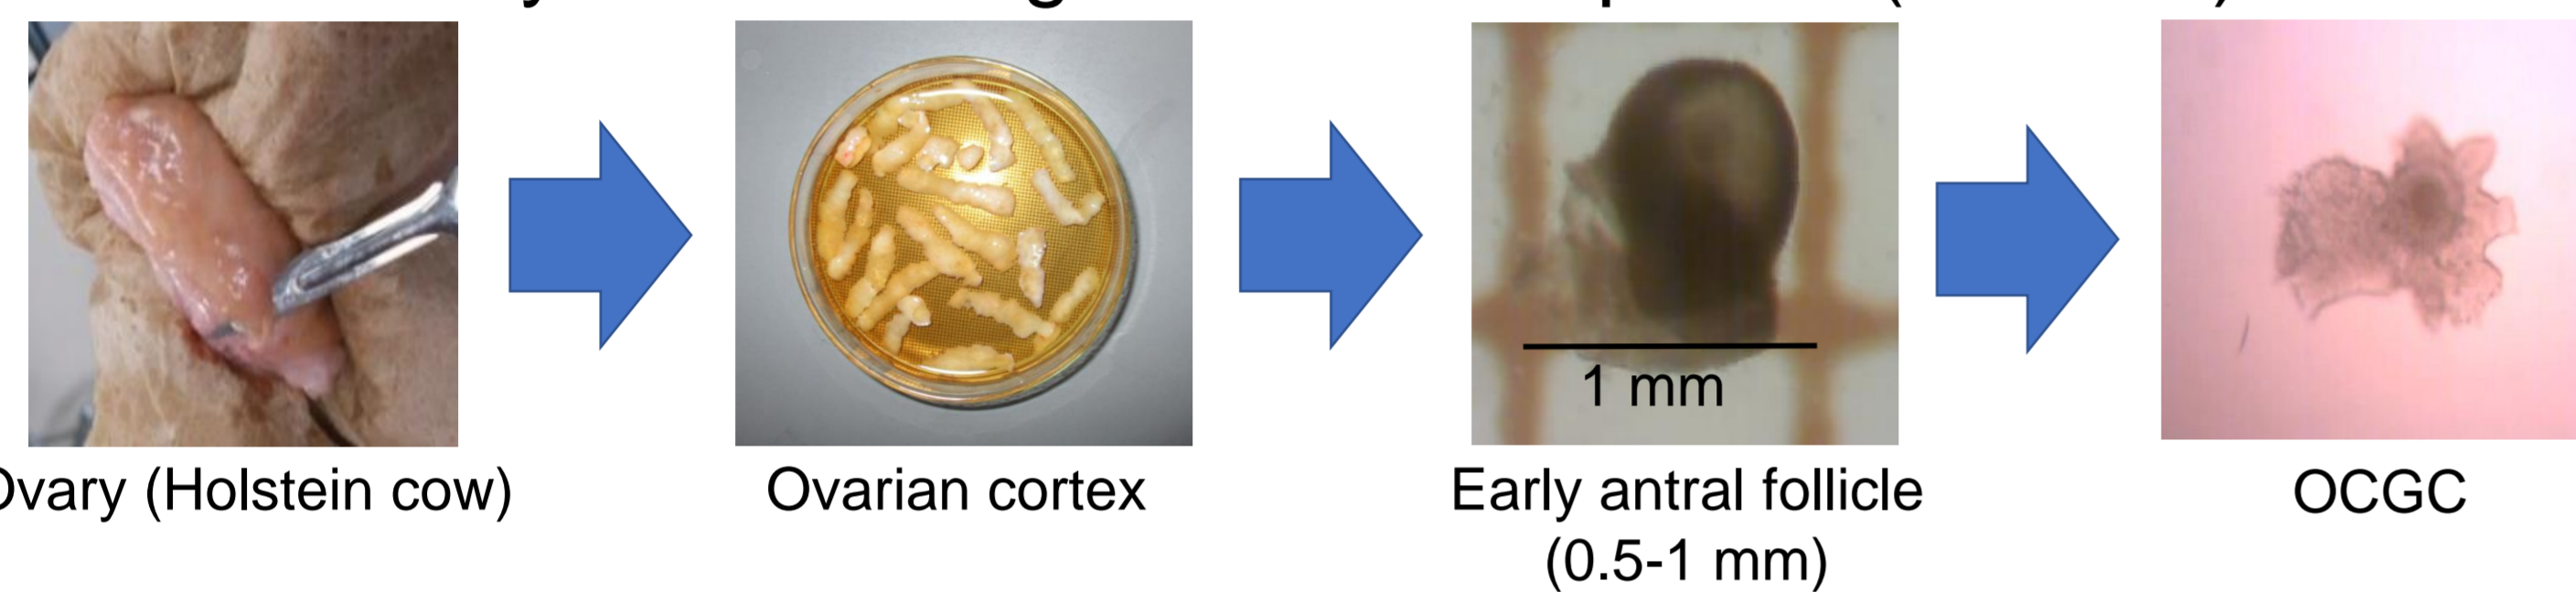 Ovary (Holstein cow)
Ovarian cortex
1 mm
Early antral follicle
(0.5-1 mm)
OCGC